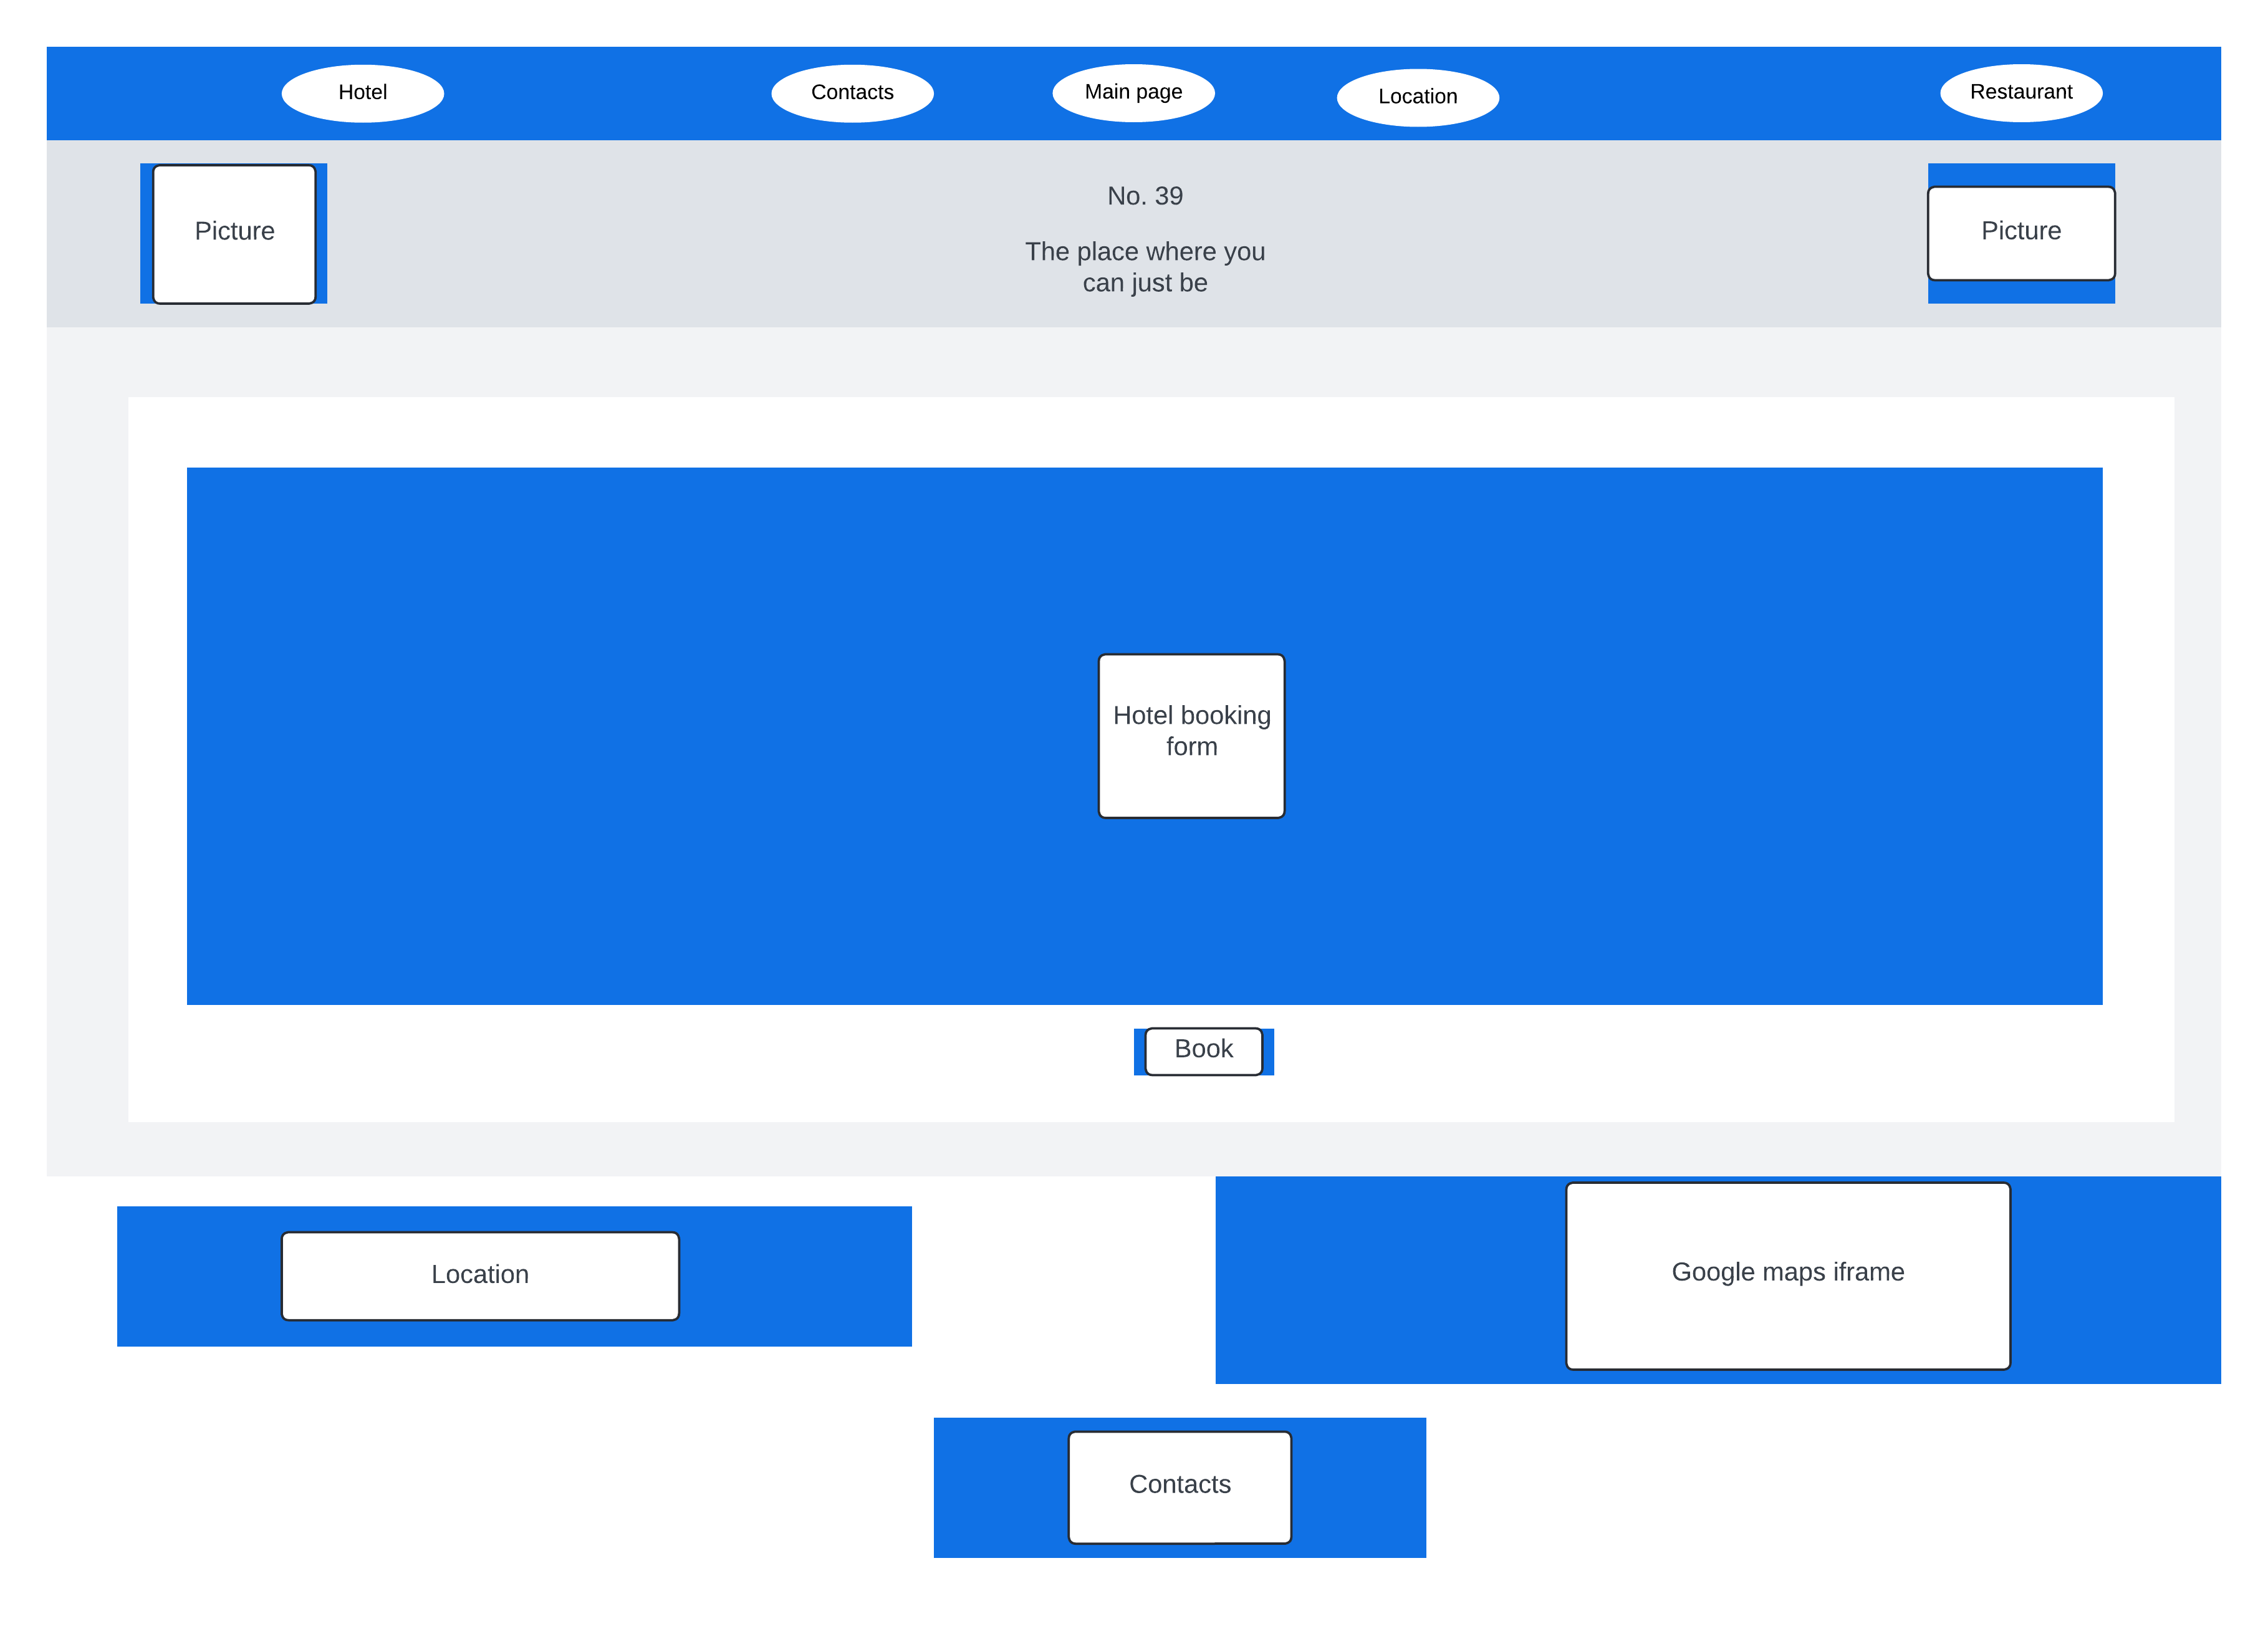 Hotel
Contacts
Main page
Location
Restaurant
Picture
No. 39
The place where you
can just be
Picture
Hotel booking
form
Book
Location
Google maps iframe
Contacts